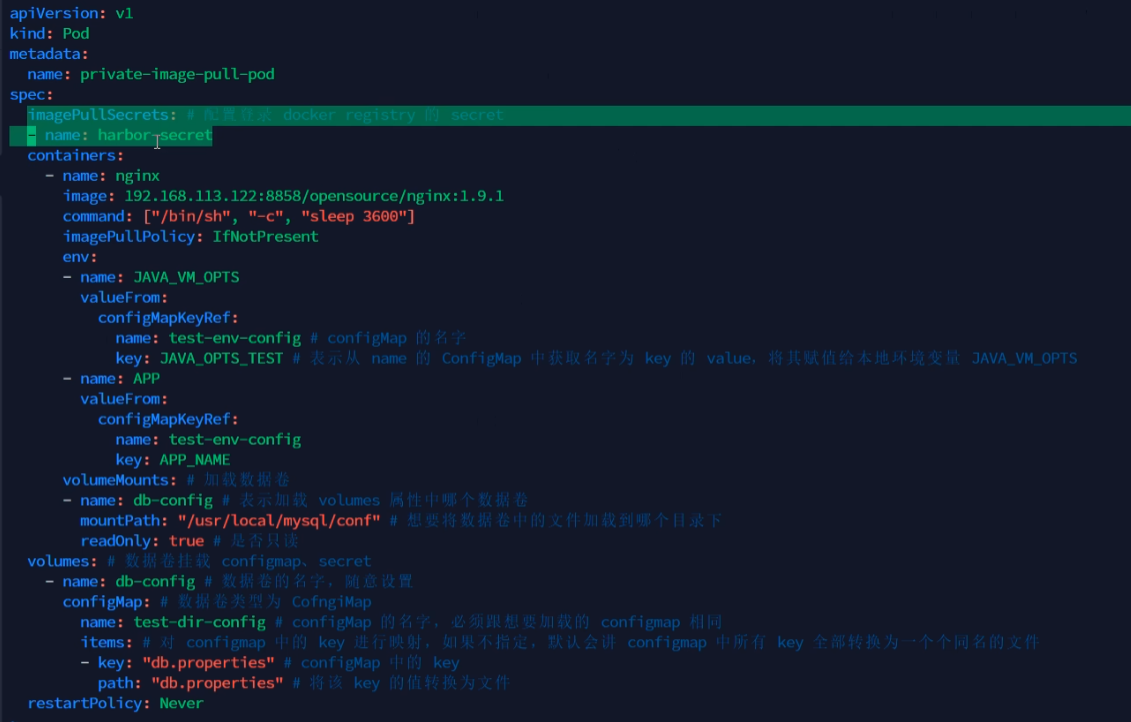 apiVersion: v1
kind: Pod
metadata:
  name: private-image-pull-pod
spec:
  imagePullSecrets: # 配置登录 docker registry 的 secret
  - name: harbor-secret
  containers:
    - name: nginx
      image: 192.168.113.122:8858/opensource/nginx:1.9.1
      command: ["/bin/sh", "-c", "sleep 3600"]
      imagePullPolicy: IfNotPresent
      env:
      - name: JAVA_VM_OPTS
        valueFrom:
          configMapKeyRef:
            name: test-env-config # configMap 的名字
            key: JAVA_OPTS_TEST # 表示从 name 的 ConfigMap 中获取名字为 key 的 value，将其赋值给本地环境变量 JAVA_VM_OPTS
      - name: APP
        valueFrom:
          configMapKeyRef:
            name: test-env-config
            key: APP_NAME
      volumeMounts: # 加载数据卷
      - name: db-config # 表示加载 volumes 属性中哪个数据卷
        mountPath: "/usr/local/mysql/conf" # 想要将数据卷中的文件加载到哪个目录下
        readOnly: true # 是否只读
  volumes: # 数据卷挂载 configmap、secret
    - name: db-config # 数据卷的名字，随意设置
      configMap: # 数据卷类型为 CofngiMap
        name: test-dir-config # configMap 的名字，必须跟想要加载的 configmap 相同
        items: # 对 configmap 中的 key 进行映射，如果不指定，默认会讲 configmap 中所有 key 全部转换为一个个同名的文件
        - key: "db.properties" # configMap 中的 key
          path: "db.properties" # 将该 key 的值转换为文件
  restartPolicy: Never